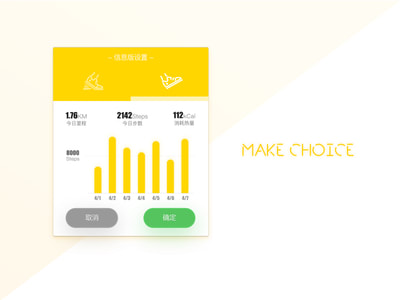 – 信息版设置 –
1.76KM 2142Steps 112kCal
今日里程 今日步数 消耗热量
8000
Steps
6/1 6/2 6/3 6/4 6/5 6/6 6/7
取消 确定
MAKE CHOICE